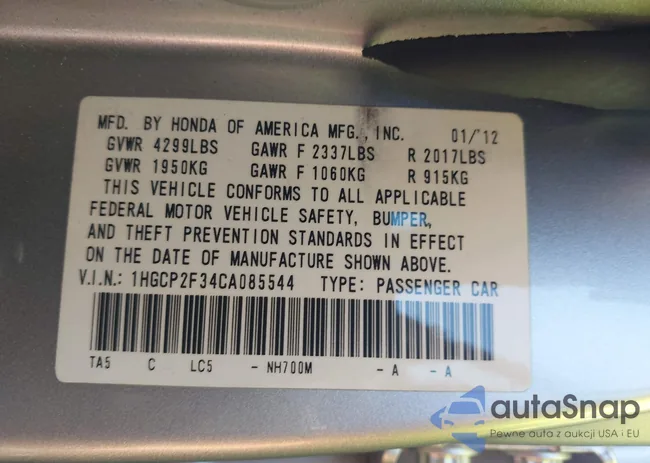 MFD. BY HONDA OF AMERICA MFG., INC. 01/'12
GVWR 4299LBS GAWR F 2337LBS R 2017LBS
GVWR 1950KG GAWR F 1060KG R 915KG
THIS VEHICLE CONFORMS TO ALL APPLICABLE
FEDERAL MOTOR VEHICLE SAFETY, BUMPER,
AND THEFT PREVENTION STANDARDS IN EFFECT
ON THE DATE OF MANUFACTURE SHOWN ABOVE.
V.I.N.: 1HGCP2F34CA085544 TYPE: PASSENGER CAR
TA5 C LC5 - NH700M - A - A
autaSnap
Pewne auta z aukcji USA i EU